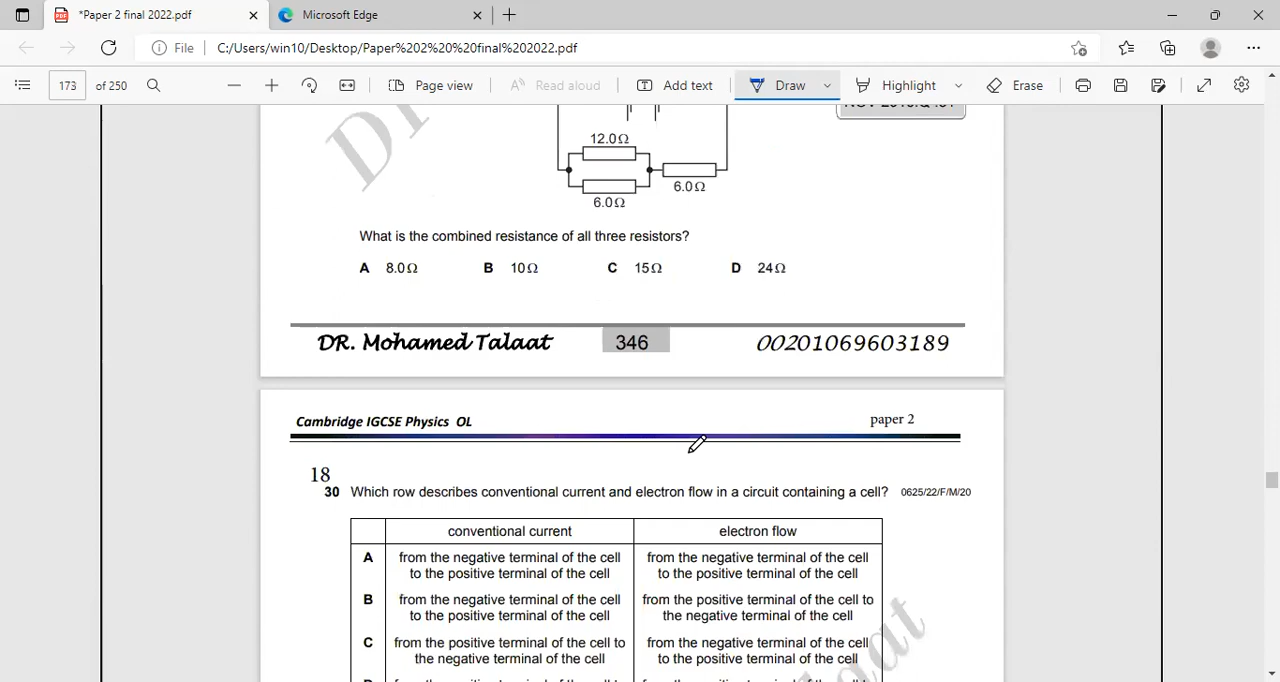 *Paper 2 final 2022.pdf
Microsoft Edge
File
C:/Users/win10/Desktop/Paper%202%20%20final%202022.pdf
173 of 250
Page view
Read aloud
Add text
Draw
Highlight
Erase
12.0Ω
6.0Ω
6.0Ω
What is the combined resistance of all three resistors?
A 8.0Ω B 10Ω C 15Ω D 24Ω
DR. Mohamed Talaat 346 00201069603189
Cambridge IGCSE Physics OL paper 2
18
30 Which row describes conventional current and electron flow in a circuit containing a cell? 0625/22/F/M/20
conventional current electron flow
A from the negative terminal of the cell to the positive terminal of the cell from the negative terminal of the cell to the positive terminal of the cell
B from the negative terminal of the cell to the positive terminal of the cell from the positive terminal of the cell to the negative terminal of the cell
C from the positive terminal of the cell to the negative terminal of the cell from the negative terminal of the cell to the positive terminal of the cell